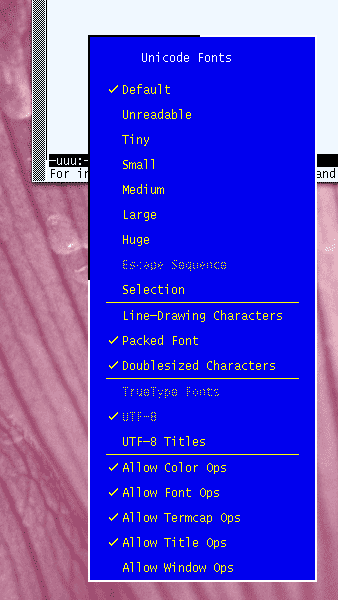 Unicode Fonts
✓ Default
Unreadable
Tiny
Small
Medium
Large
Huge
Escape Sequence
Selection
Line-Drawing Characters
✓ Packed Font
✓ Doublesized Characters
TrueType Fonts
✓ UTF-8
UTF-8 Titles
✓ Allow Color Ops
✓ Allow Font Ops
✓ Allow Termcap Ops
✓ Allow Title Ops
Allow Window Ops
-uuu:-
For in
and